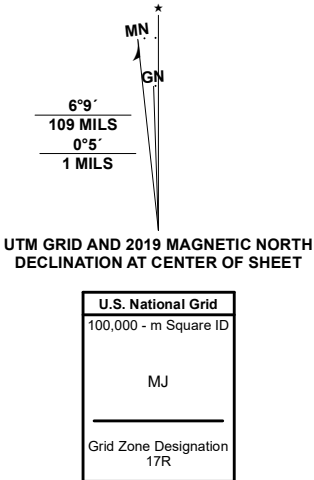 MN
GN
6°9´
109 MILS
0°5´
1 MILS
UTM GRID AND 2019 MAGNETIC NORTH
DECLINATION AT CENTER OF SHEET
U.S. National Grid
100,000 - m Square ID
MJ
Grid Zone Designation
17R